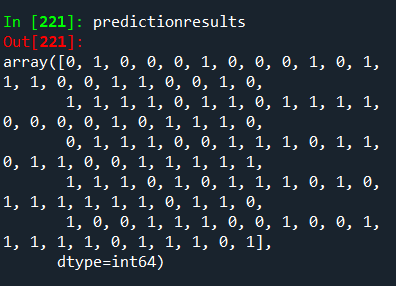 In [221]: predictionresults
Out[221]:
array([0, 1, 0, 0, 0, 1, 0, 0, 0, 1, 0, 1,
1, 1, 0, 0, 1, 1, 0, 0, 1, 0,
1, 1, 1, 1, 0, 1, 1, 0, 1, 1, 1, 1,
0, 0, 0, 0, 1, 0, 1, 1, 1, 0,
0, 1, 1, 1, 0, 0, 1, 1, 1, 0, 1, 1,
0, 1, 1, 0, 0, 1, 1, 1, 1, 1,
1, 1, 1, 0, 1, 0, 1, 1, 1, 0, 1, 0,
1, 1, 1, 1, 1, 1, 0, 1, 1, 0,
1, 0, 0, 1, 1, 1, 0, 0, 1, 0, 0, 1,
1, 1, 1, 1, 0, 1, 1, 1, 0, 1],
dtype=int64)